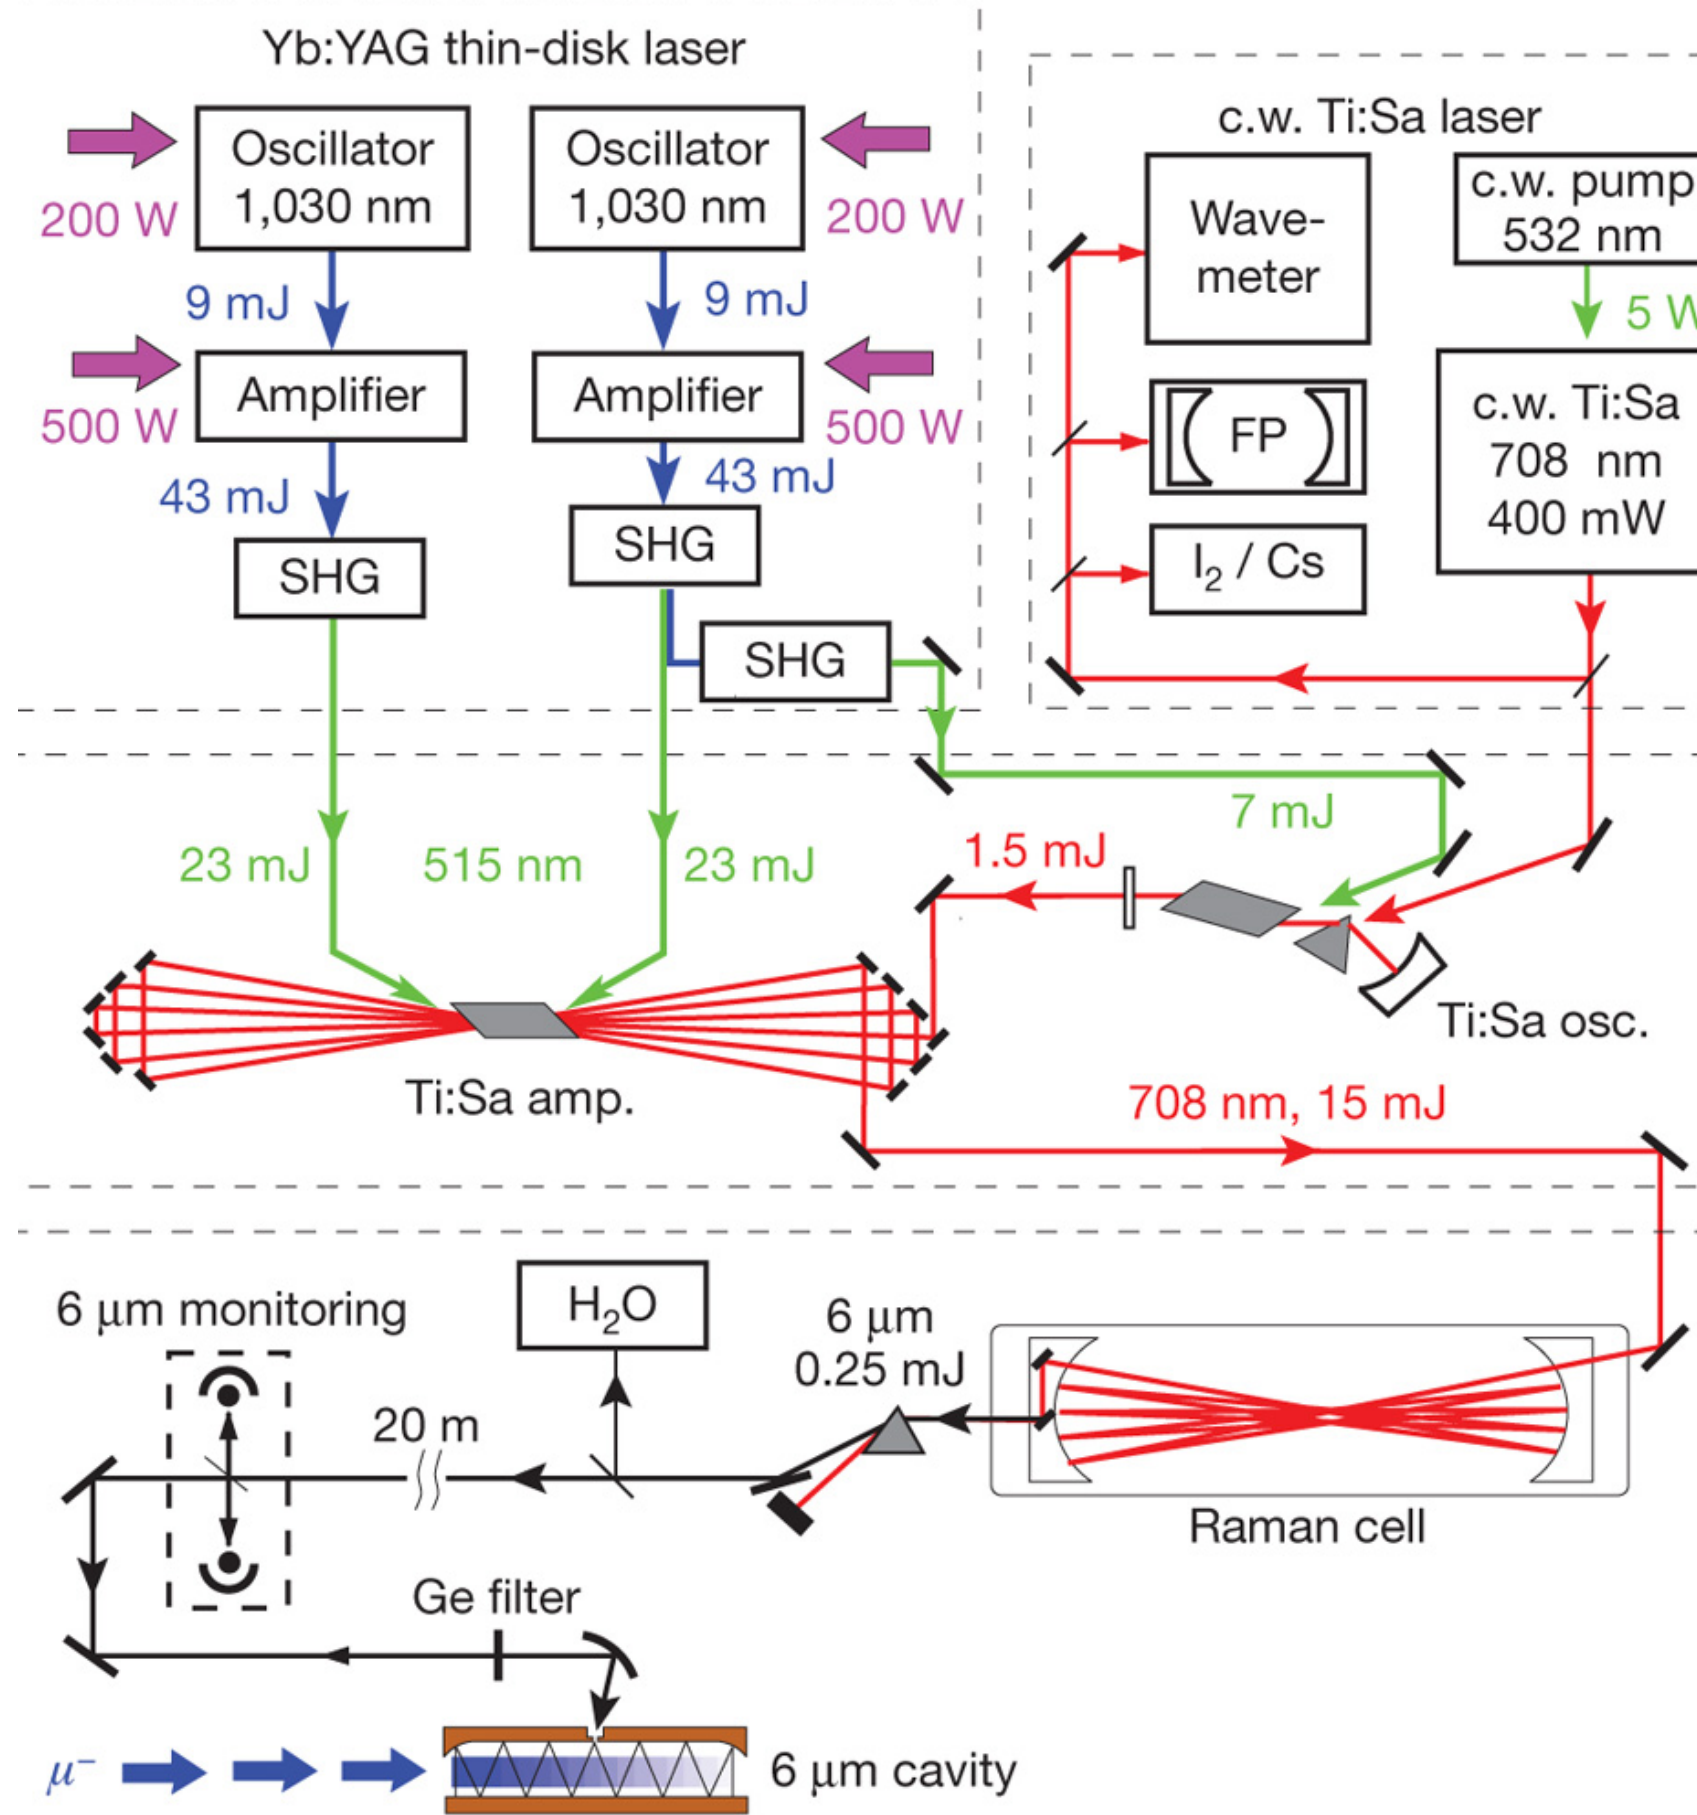 Yb:YAG thin-disk laser
Oscillator
1,030 nm
Oscillator
1,030 nm
200 W
200 W
9 mJ
9 mJ
Amplifier
Amplifier
500 W
500 W
43 mJ
43 mJ
SHG
SHG
SHG
c.w. Ti:Sa laser
Wave-
meter
c.w. pump
532 nm
5 W
FP
c.w. Ti:Sa
708 nm
400 mW
I₂ / Cs
7 mJ
23 mJ
515 nm
23 mJ
1.5 mJ
Ti:Sa osc.
Ti:Sa amp.
708 nm, 15 mJ
6 μm monitoring
H₂O
6 μm
0.25 mJ
20 m
Raman cell
Ge filter
μ⁻
6 μm cavity